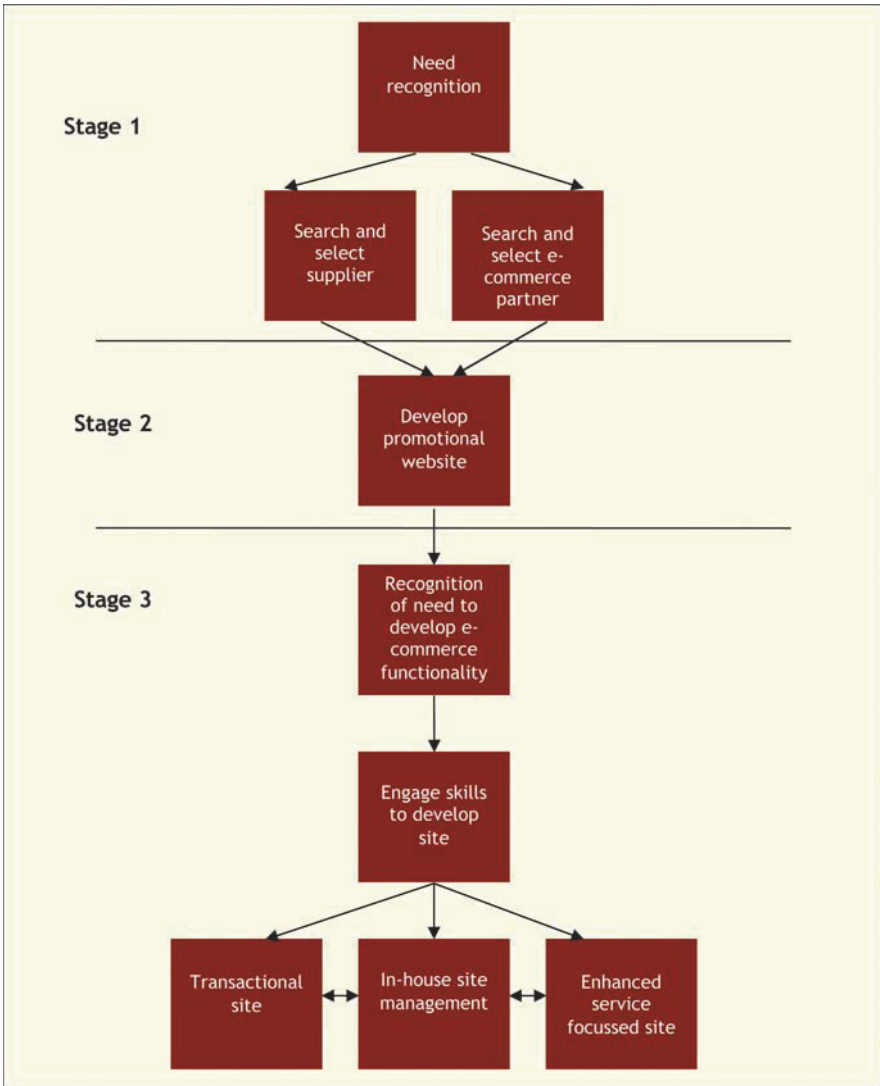 Need
recognition
Stage 1
Search and
select
supplier
Search and
select e-
commerce
partner
Stage 2
Develop
promotional
website
Stage 3
Recognition
of need to
develop e-
commerce
functionality
Engage skills
to develop
site
Transactional
site
In-house site
management
Enhanced
service
focussed site